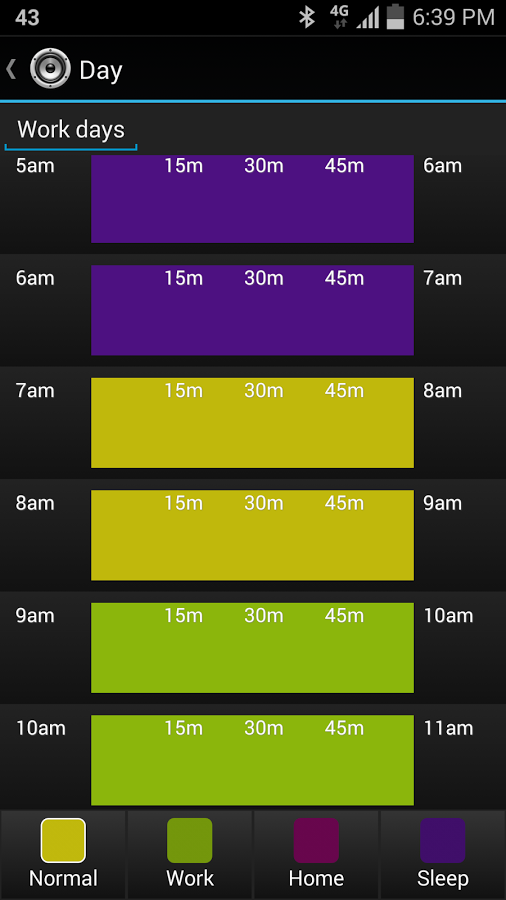 43 4G 6:39 PM
Day
Work days
5am 15m 30m 45m 6am
6am 15m 30m 45m 7am
7am 15m 30m 45m 8am
8am 15m 30m 45m 9am
9am 15m 30m 45m 10am
10am 15m 30m 45m 11am
Normal Work Home Sleep